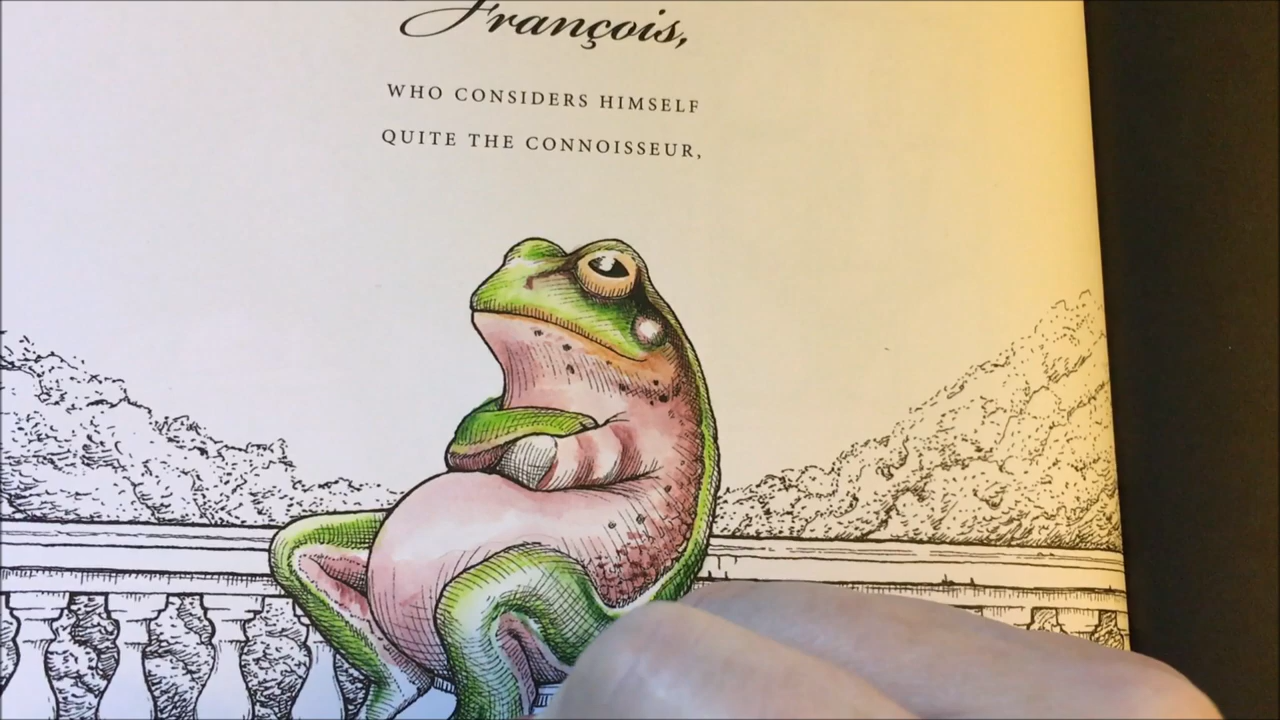 François,
WHO CONSIDERS HIMSELF
QUITE THE CONNOISSEUR,